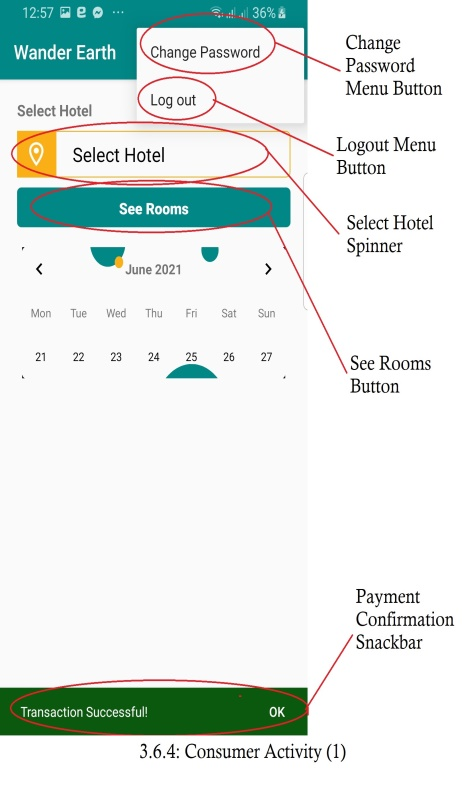 12:57 ... 36%
Wander Earth
Change Password
Log out
Select Hotel
Select Hotel
See Rooms
June 2021
Mon Tue Wed Thu Fri Sat Sun
21 22 23 24 25 26 27
Transaction Successful! OK
Change
Password
Menu Button
Logout Menu
Button
Select Hotel
Spinner
See Rooms
Button
Payment
Confirmation
Snackbar
3.6.4: Consumer Activity (1)